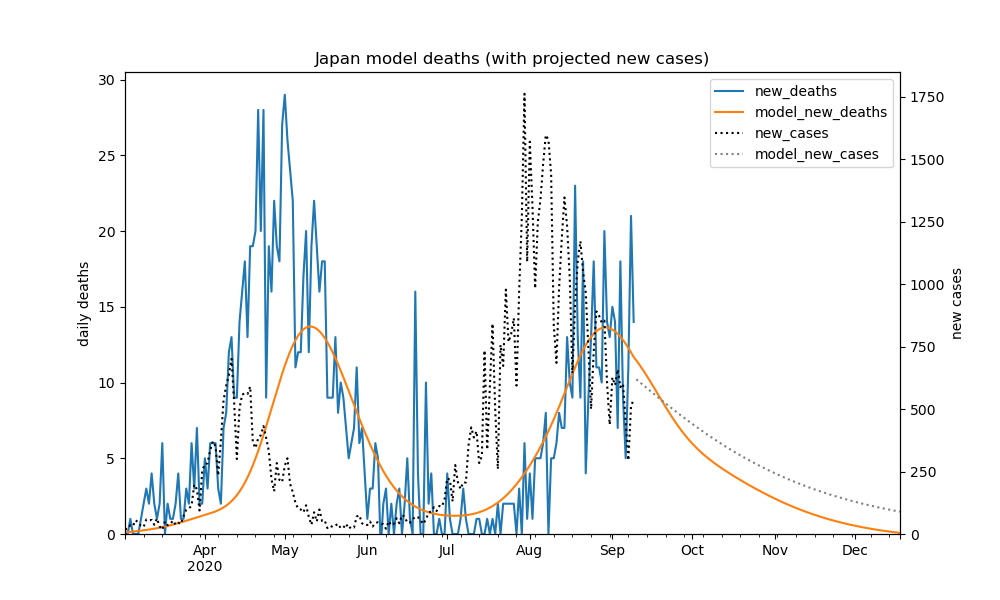 Japan model deaths (with projected new cases)
new_deaths
model_new_deaths
new_cases
model_new_cases
daily deaths
30
25
20
15
10
5
0
new cases
1750
1500
1250
1000
750
500
250
0
Apr
2020
May
Jun
Jul
Aug
Sep
Oct
Nov
Dec